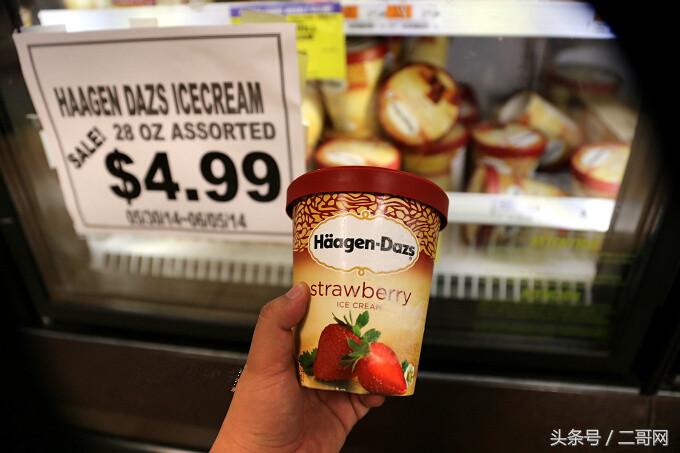 HAAGEN DAZS ICECREAM
SALE! 28 OZ ASSORTED
$4.99
05/30/14-06/05/14
Häagen-Dazs
strawberry
ICE CREAM
头条号 / 二哥网